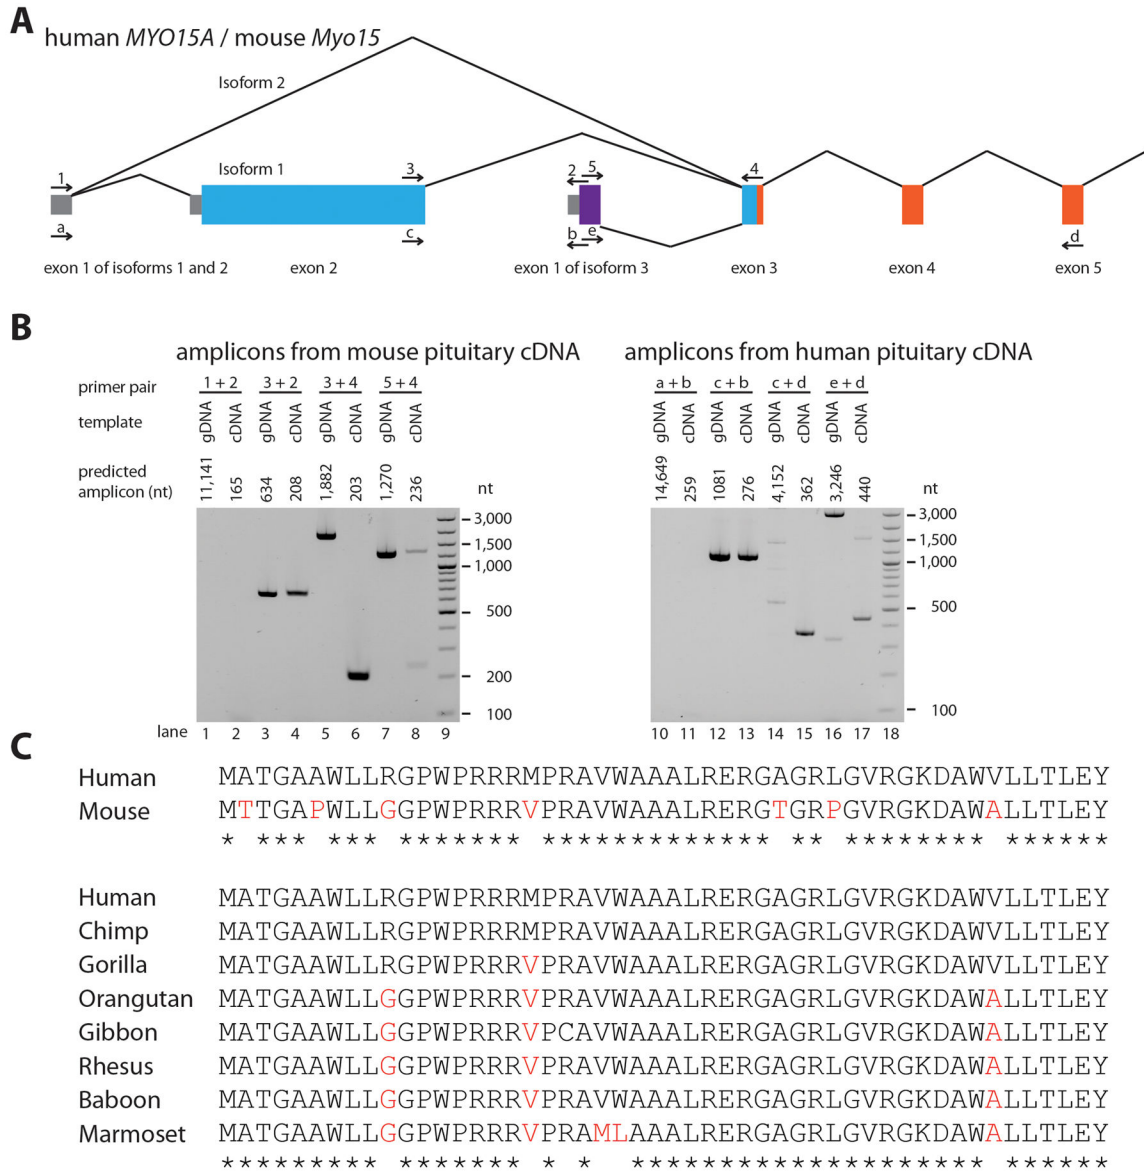 A
human MYO15A / mouse Myo15
Isoform 2
Isoform 1
1
3
2
5
4
a
c
b
e
d
exon 1 of isoforms 1 and 2
exon 2
exon 1 of isoform 3
exon 3
exon 4
exon 5
B
amplicons from mouse pituitary cDNA
primer pair
1 + 2
3 + 2
3 + 4
5 + 4
template
gDNA
cDNA
gDNA
cDNA
gDNA
cDNA
gDNA
cDNA
predicted
amplicon (nt)
11,141
165
634
208
1,882
203
1,270
236
nt
3,000
1,500
1,000
500
200
100
lane
1
2
3
4
5
6
7
8
9
amplicons from human pituitary cDNA
a + b
c + b
c + d
e + d
gDNA
cDNA
gDNA
cDNA
gDNA
cDNA
gDNA
cDNA
14,649
259
1081
276
4,152
362
3,246
440
nt
3,000
1,500
1,000
500
100
10
11
12
13
14
15
16
17
18
C
Human MATGAAWLLRGPWPRRRMPRAVWAAALRERGAGRLGVRGKDAWVLLTLEY
Mouse MTTGAPWLLGGPWPRRRVPRAVWAAALRERGTGRPGVRGKDAWALLTLEY
* *** *** ******* ************* ** ******** ******
Human MATGAAWLLRGPWPRRRMPRAVWAAALRERGAGRLGVRGKDAWVLLTLEY
Chimp MATGAAWLLRGPWPRRRMPRAVWAAALRERGAGRLGVRGKDAWVLLTLEY
Gorilla MATGAAWLLRGPWPRRRVPRAVWAAALRERGAGRLGVRGKDAWVLLTLEY
Orangutan MATGAAWLLGGPWPRRRVPRAVWAAALRERGAGRLGVRGKDAWALLTLEY
Gibbon MATGAAWLLGGPWPRRRVPCAVWAAALRERGAGRLGVRGKDAWALLTLEY
Rhesus MATGAAWLLGGPWPRRRVPRAVWAAALRERGAGRLGVRGKDAWALLTLEY
Baboon MATGAAWLLGGPWPRRRVPRAVWAAALRERGAGRLGVRGKDAWALLTLEY
Marmoset MATGAAWLLGGPWPRRRVPRAMLAAALRERGAGRLGVRGKDAWALLTLEY
********* ******* * * ******************** ******